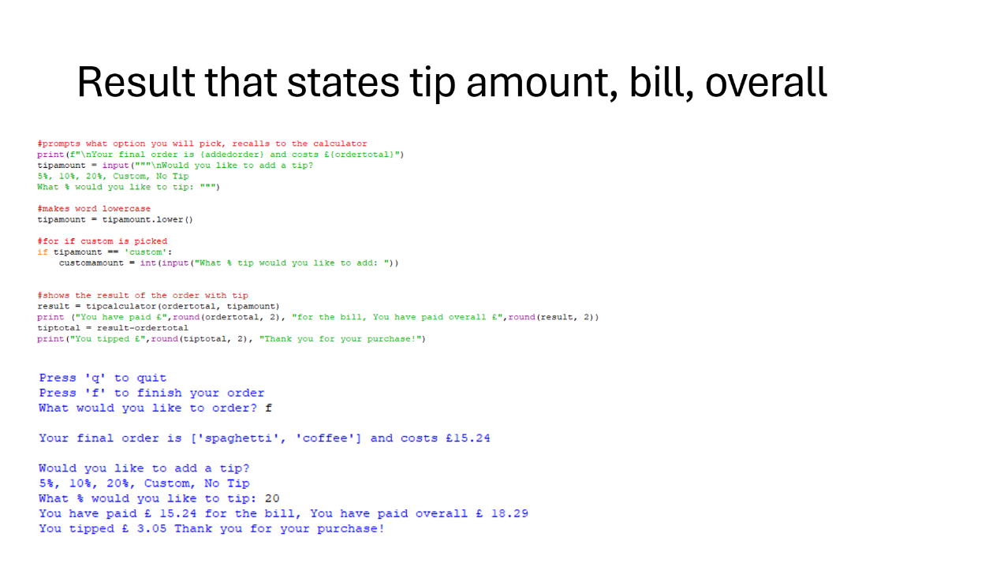 Result that states tip amount, bill, overall
#prompts what option you will pick, recalls to the calculator
print(f"\nYour final order is {addedorder} and costs £{ordertotal}")
tipamount = input("""\nWould you like to add a tip?
5%, 10%, 20%, Custom, No Tip
What % would you like to tip: """)
#makes word lowercase
tipamount = tipamount.lower()
#for if custom is picked
if tipamount == 'custom':
    customamount = int(input("What % tip would you like to add: "))
#shows the result of the order with tip
result = tipcalculator(ordertotal, tipamount)
print ("You have paid £",round(ordertotal, 2), "for the bill, You have paid overall £",round(result, 2))
tiptotal = result-ordertotal
print("You tipped £",round(tiptotal, 2), "Thank you for your purchase!")
Press 'q' to quit
Press 'f' to finish your order
What would you like to order? f
Your final order is ['spaghetti', 'coffee'] and costs £15.24
Would you like to add a tip?
5%, 10%, 20%, Custom, No Tip
What % would you like to tip: 20
You have paid £ 15.24 for the bill, You have paid overall £ 18.29
You tipped £ 3.05 Thank you for your purchase!